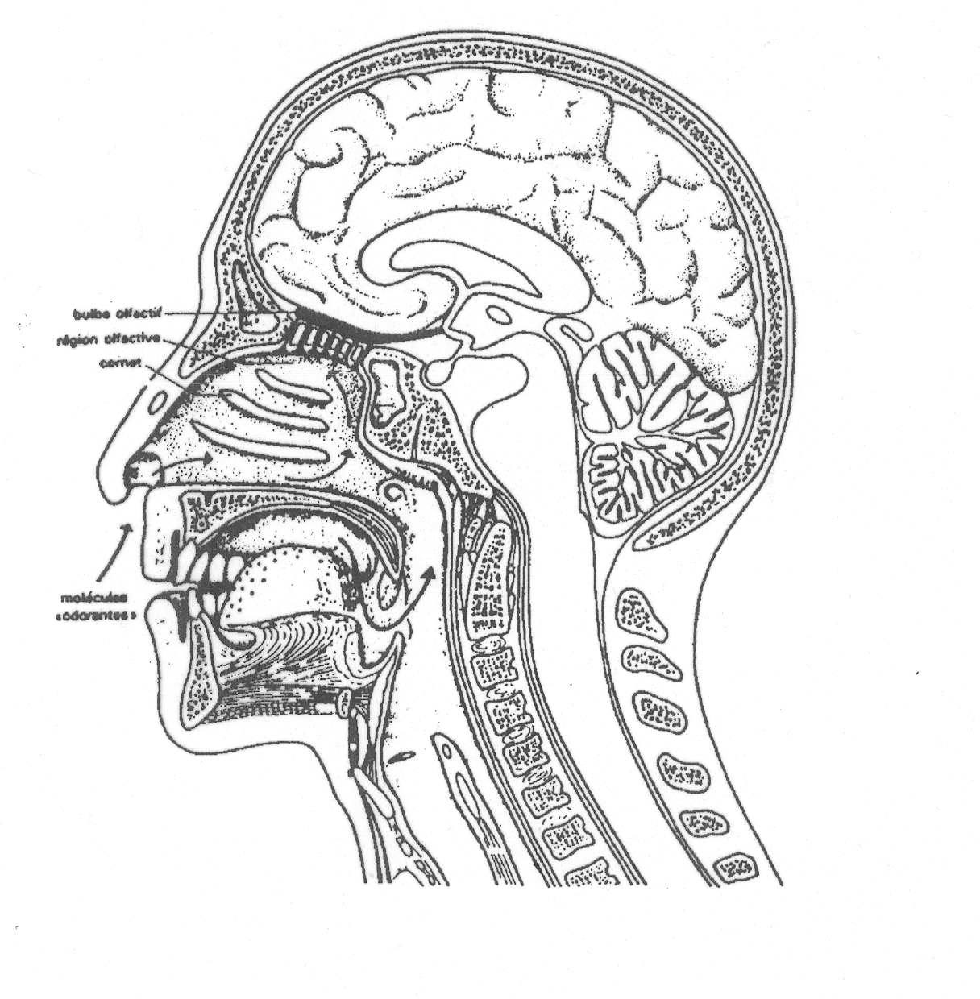 bulbe olfactif
région olfactive
cornet
molécules
«odorantes»